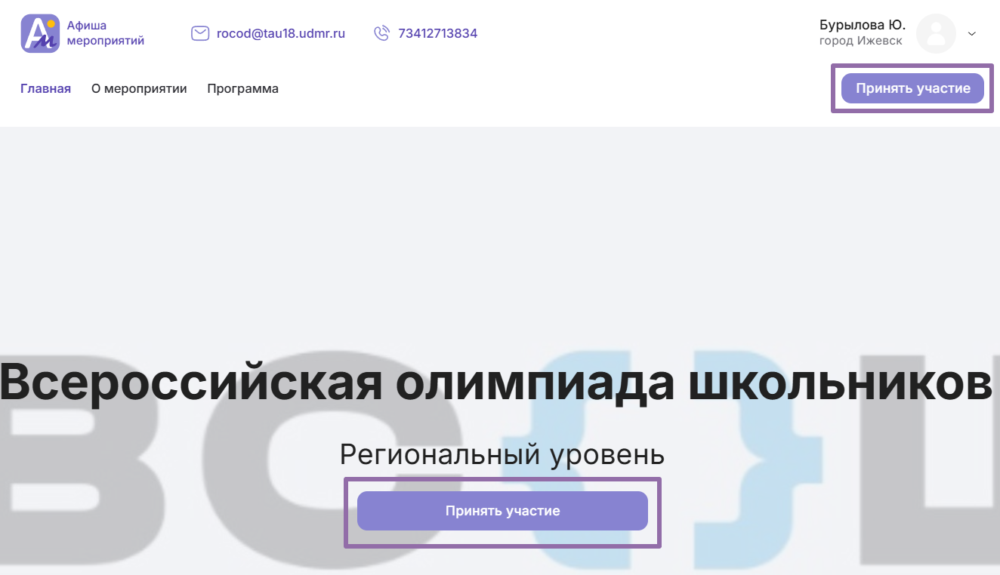 Афиша
мероприятий
rocod@tau18.udmr.ru
73412713834
Бурылова Ю.
город Ижевск
Главная
О мероприятии
Программа
Принять участие
Всероссийская олимпиада школьников
Региональный уровень
Принять участие